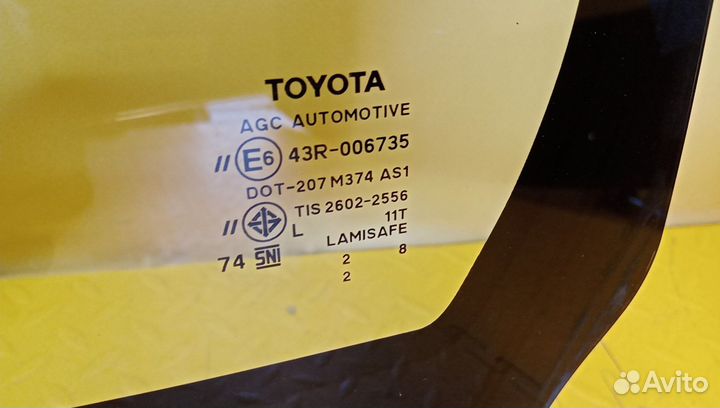 TOYOTA
AGC AUTOMOTIVE
// E6 43R-006735
DOT-207 M374 AS1
// TIS 2602-2556
L 11T
LAMISAFE
74 SNI 2 8
2
Avito